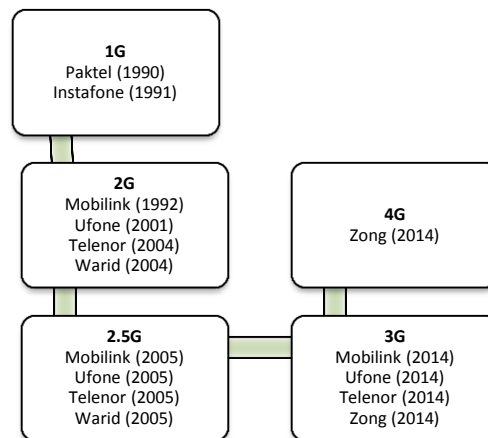 1G
Paktel (1990)
Instafone (1991)
2G
Mobilink (1992)
Ufone (2001)
Telenor (2004)
Warid (2004)
2.5G
Mobilink (2005)
Ufone (2005)
Telenor (2005)
Warid (2005)
3G
Mobilink (2014)
Ufone (2014)
Telenor (2014)
Zong (2014)
4G
Zong (2014)